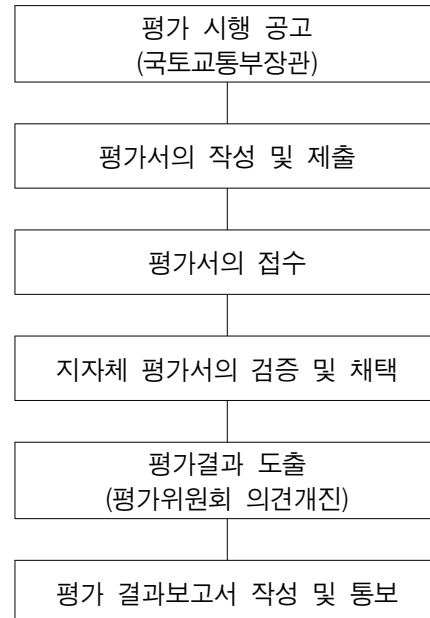 평가 시행 공고
(국토교통부장관)
평가서의 작성 및 제출
평가서의 접수
지자체 평가서의 검증 및 채택
평가결과 도출
(평가위원회 의견개진)
평가 결과보고서 작성 및 통보